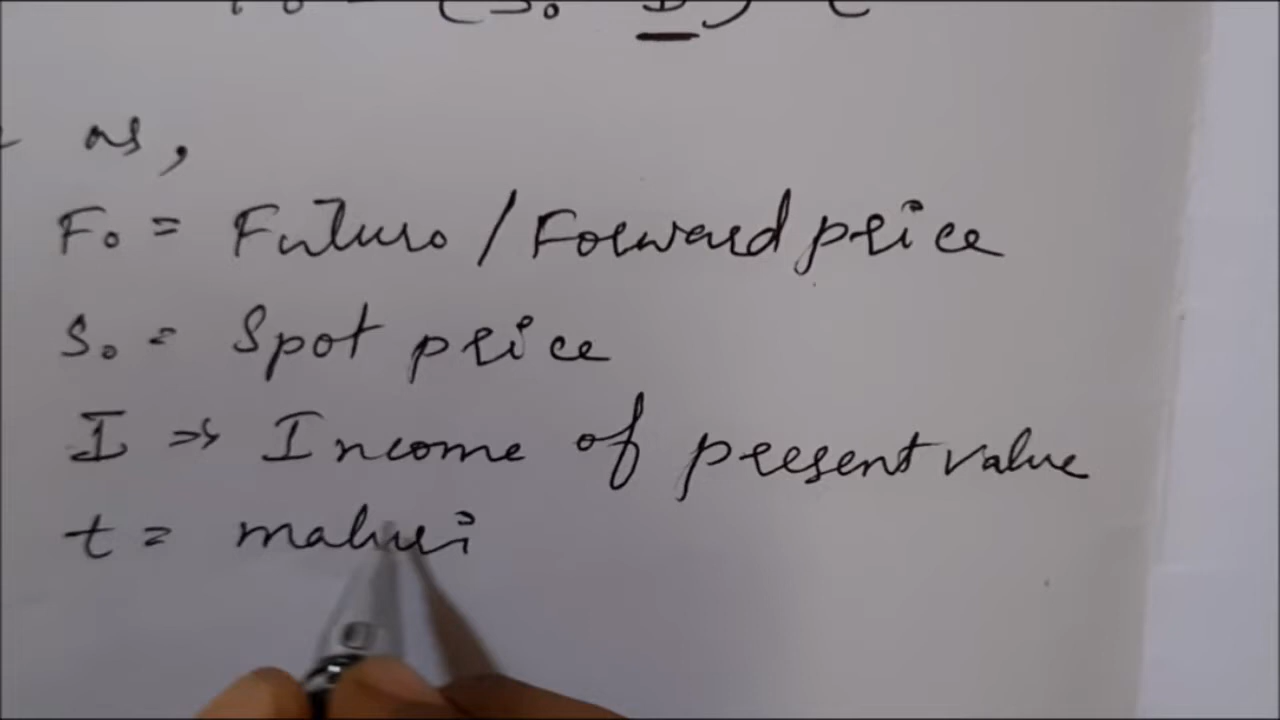 as,
F₀ = Future / Forward price
S₀ = Spot price
I ⇒ Income of present value
t = maturi